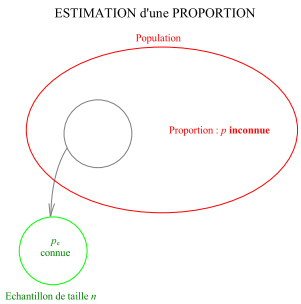 ESTIMATION d'une PROPORTION
Population
Proportion : p inconnue
pe
connue
Echantillon de taille n